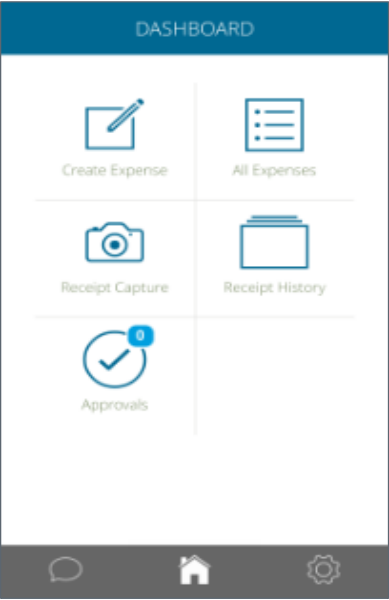 DASHBOARD
Create Expense
All Expenses
Receipt Capture
Receipt History
0
Approvals